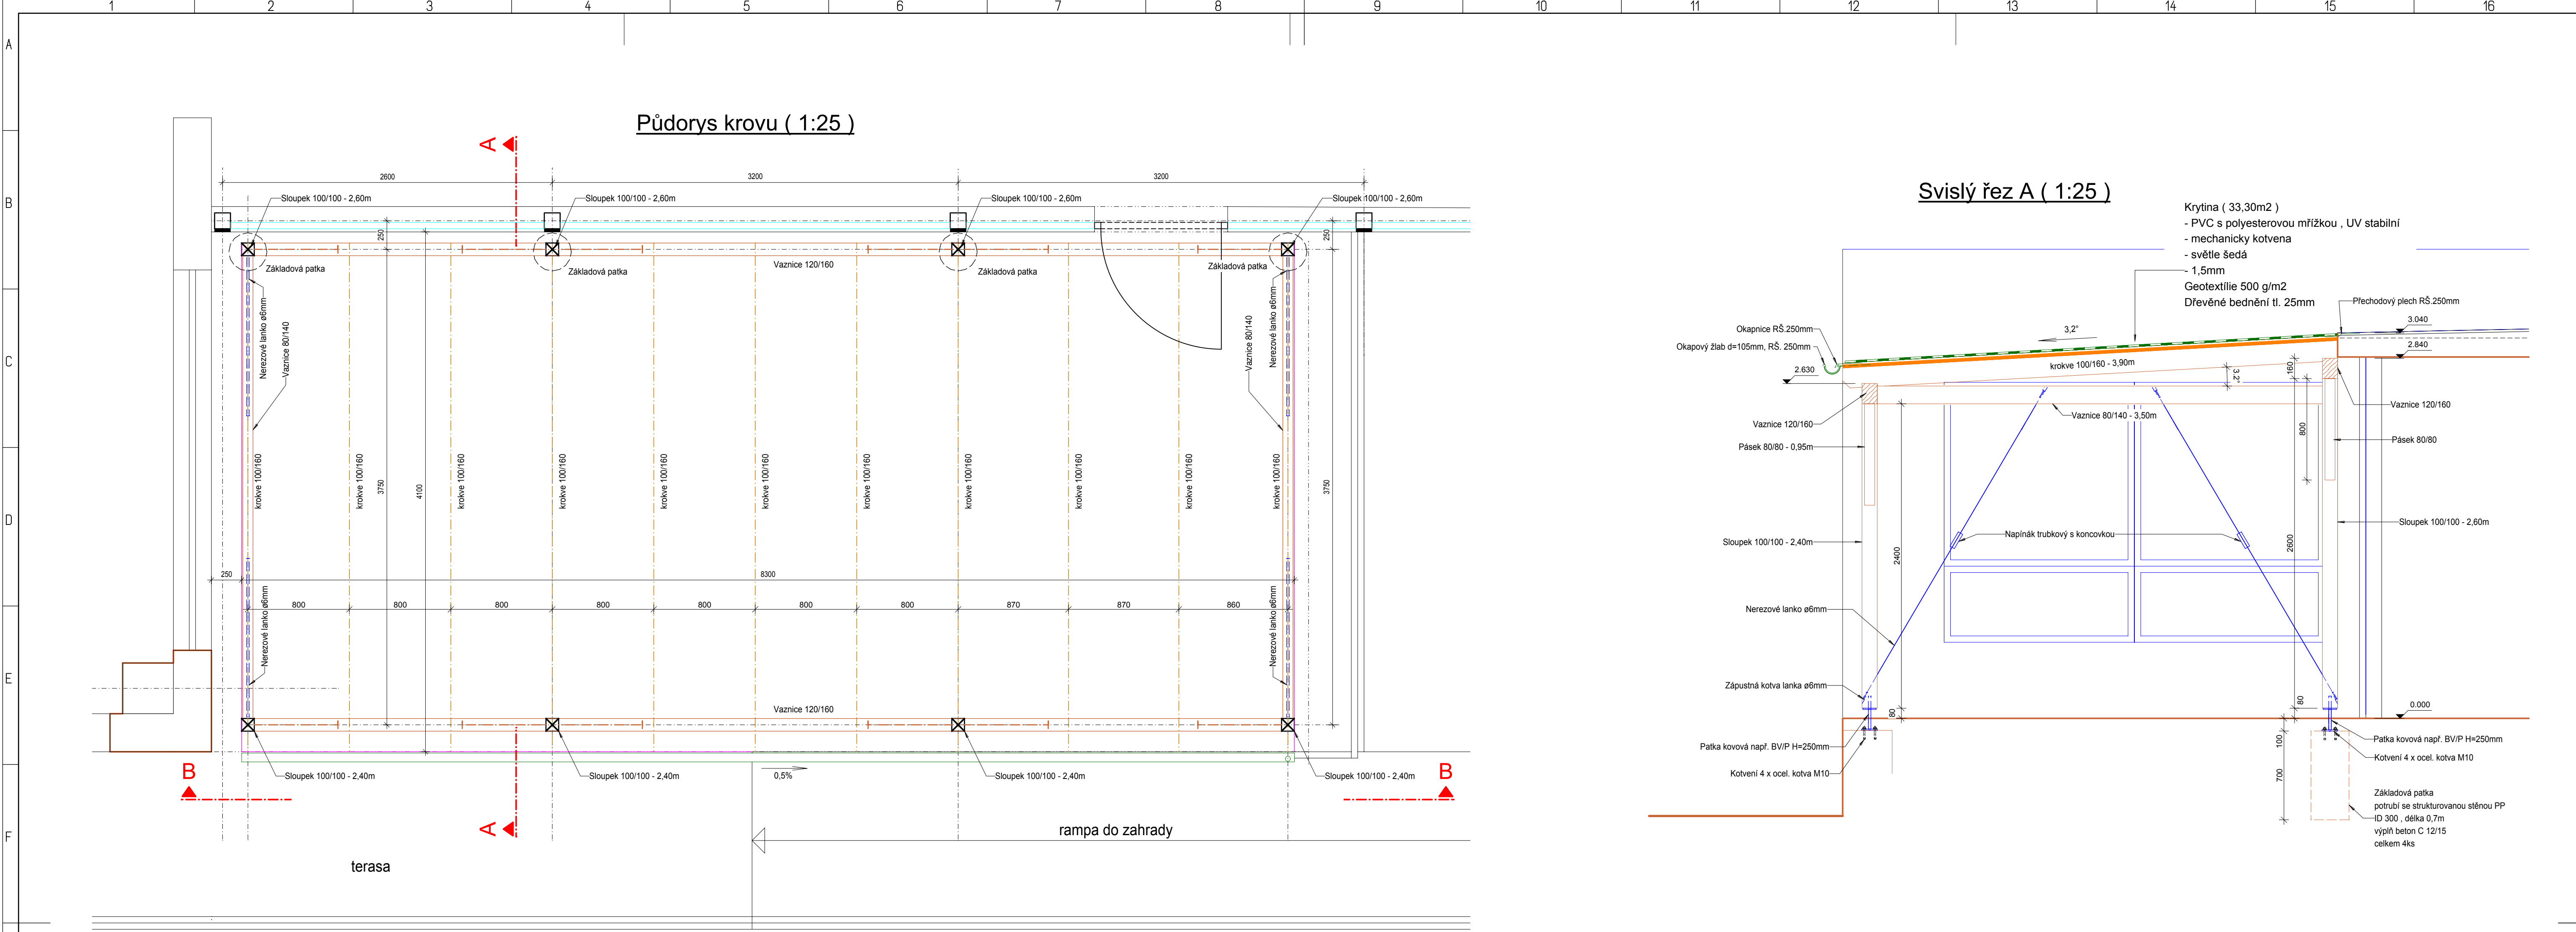 1 2 3 4 5 6 7 8 9 10 11 12 13 14 15 16
A
B
C
D
E
F
Půdorys krovu ( 1:25 )
A
2600
3200
3200
Sloupek 100/100 - 2,60m
Sloupek 100/100 - 2,60m
Sloupek 100/100 - 2,60m
Sloupek 100/100 - 2,60m
250
250
Základová patka
Základová patka
Základová patka
Základová patka
Vaznice 120/160
Nerezové lanko ø6mm
Vaznice 80/140
Vaznice 80/140
Nerezové lanko ø6mm
krokve 100/160
krokve 100/160
krokve 100/160
krokve 100/160
krokve 100/160
krokve 100/160
krokve 100/160
krokve 100/160
krokve 100/160
krokve 100/160
krokve 100/160
3750
4100
3750
250
8300
800
800
800
800
800
800
800
870
870
860
Nerezové lanko ø6mm
Nerezové lanko ø6mm
Vaznice 120/160
Sloupek 100/100 - 2,40m
Sloupek 100/100 - 2,40m
Sloupek 100/100 - 2,40m
Sloupek 100/100 - 2,40m
0,5%
B
B
A
rampa do zahrady
terasa
Svislý řez A ( 1:25 )
Krytina ( 33,30m2 )
- PVC s polyesterovou mřížkou , UV stabilní
- mechanicky kotvena
- světle šedá
- 1,5mm
Geotextílie 500 g/m2
Dřevěné bednění tl. 25mm
Přechodový plech RŠ.250mm
3.040
2.840
Okapnice RŠ.250mm
Okapový žlab d=105mm, RŠ. 250mm
3,2°
2.630
krokve 100/160 - 3,90m
3,2°
160
Vaznice 120/160
Vaznice 120/160
Vaznice 80/140 - 3,50m
Pásek 80/80 - 0,95m
800
Pásek 80/80
Sloupek 100/100 - 2,40m
Napínák trubkový s koncovkou
Sloupek 100/100 - 2,60m
2400
2600
Nerezové lanko ø6mm
Zápustná kotva lanka ø6mm
80
80
0.000
Patka kovová např. BV/P H=250mm
Kotvení 4 x ocel. kotva M10
100
700
Patka kovová např. BV/P H=250mm
Kotvení 4 x ocel. kotva M10
Základová patka
potrubí se strukturovanou stěnou PP
ID 300 , délka 0,7m
výplň beton C 12/15
celkem 4ks